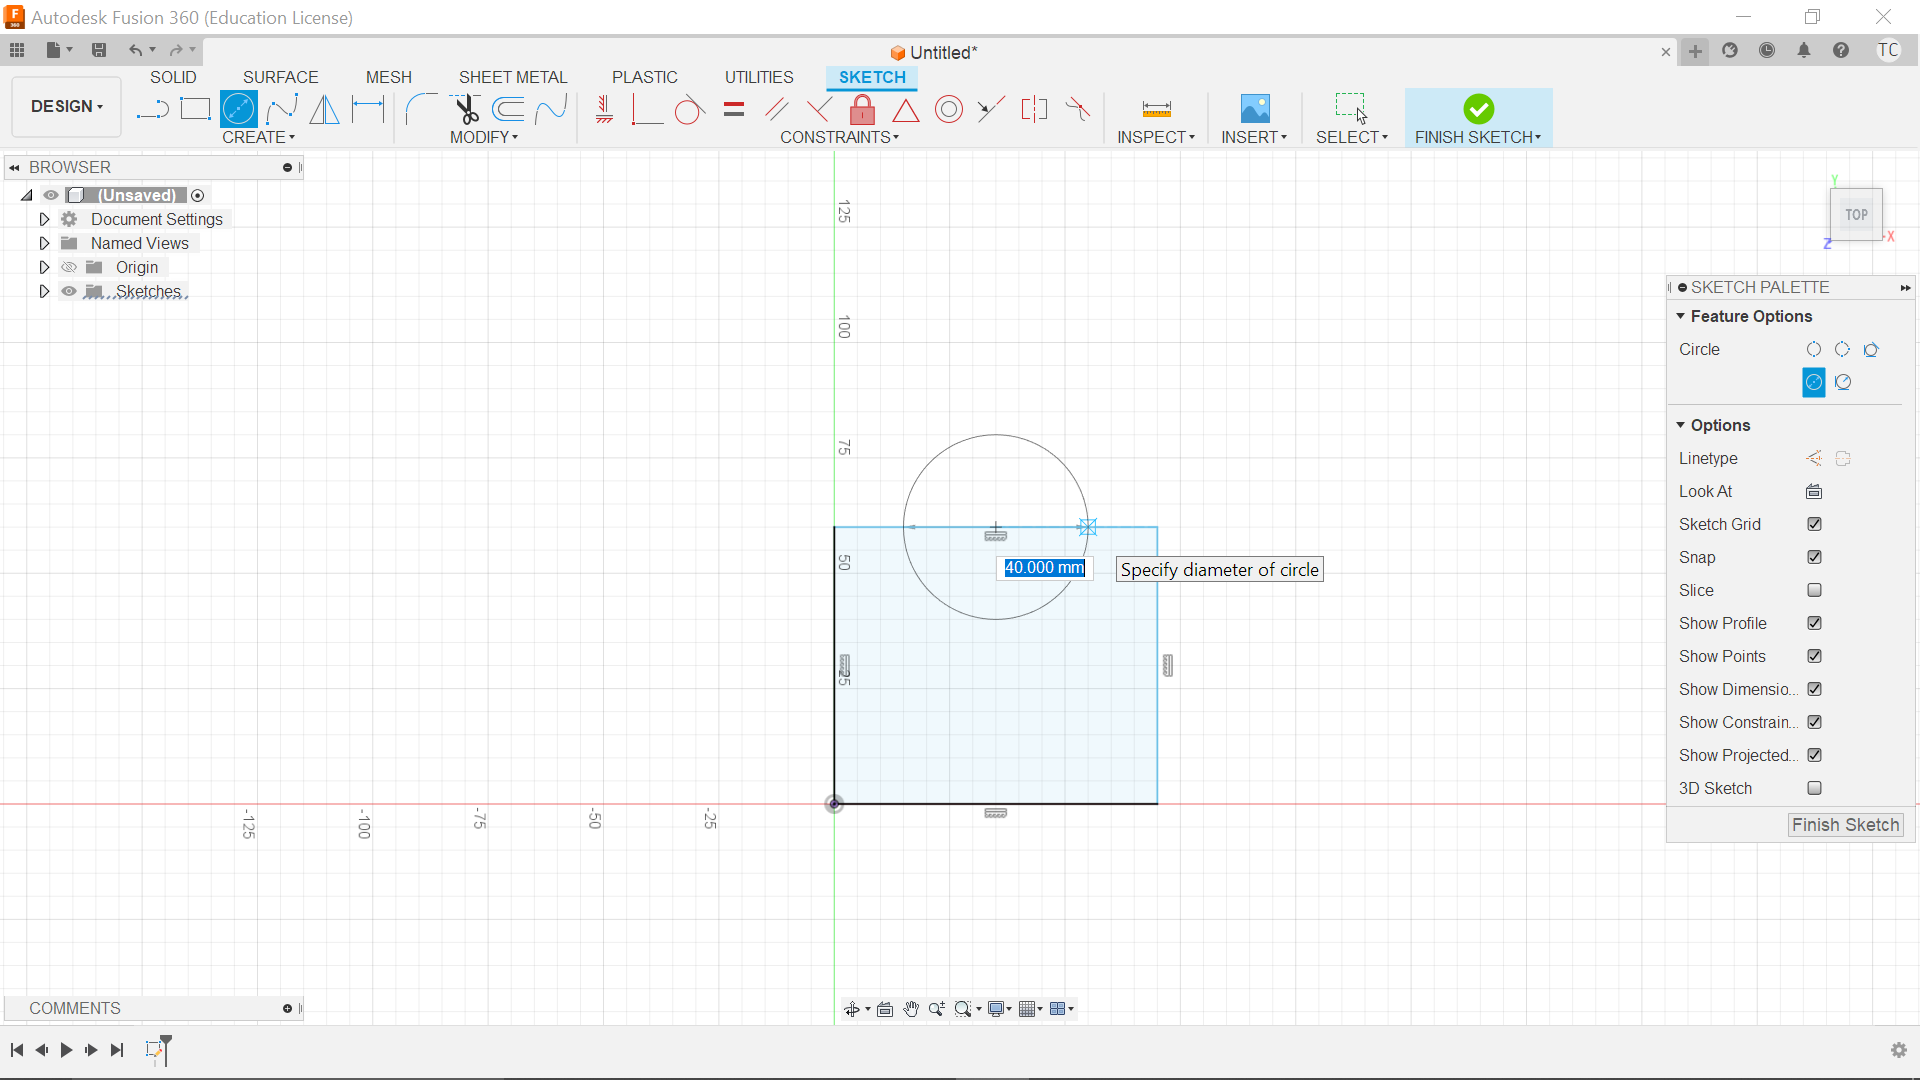 Autodesk Fusion 360 (Education License)
Untitled*
TC
SOLID SURFACE MESH SHEET METAL PLASTIC UTILITIES SKETCH
DESIGN
CREATE MODIFY CONSTRAINTS INSPECT INSERT SELECT FINISH SKETCH
BROWSER
(Unsaved)
Document Settings
Named Views
Origin
Sketches
Y
TOP
X
Z
SKETCH PALETTE
Feature Options
Circle
Options
Linetype
Look At
Sketch Grid
Snap
Slice
Show Profile
Show Points
Show Dimensio...
Show Constrain...
Show Projected...
3D Sketch
Finish Sketch
125
100
75
50
25
40.000 mm
Specify diameter of circle
-125
-100
-75
-50
-25
COMMENTS